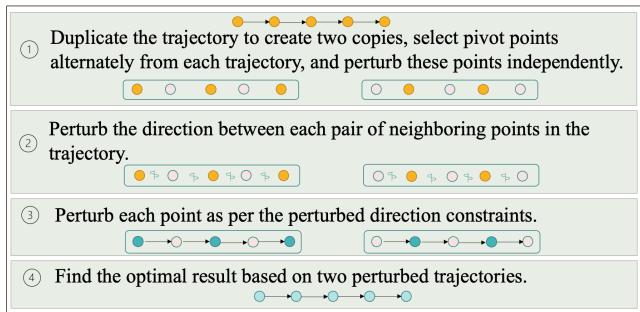 ① Duplicate the trajectory to create two copies, select pivot points
alternately from each trajectory, and perturb these points independently.
② Perturb the direction between each pair of neighboring points in the
trajectory.
③ Perturb each point as per the perturbed direction constraints.
④ Find the optimal result based on two perturbed trajectories.